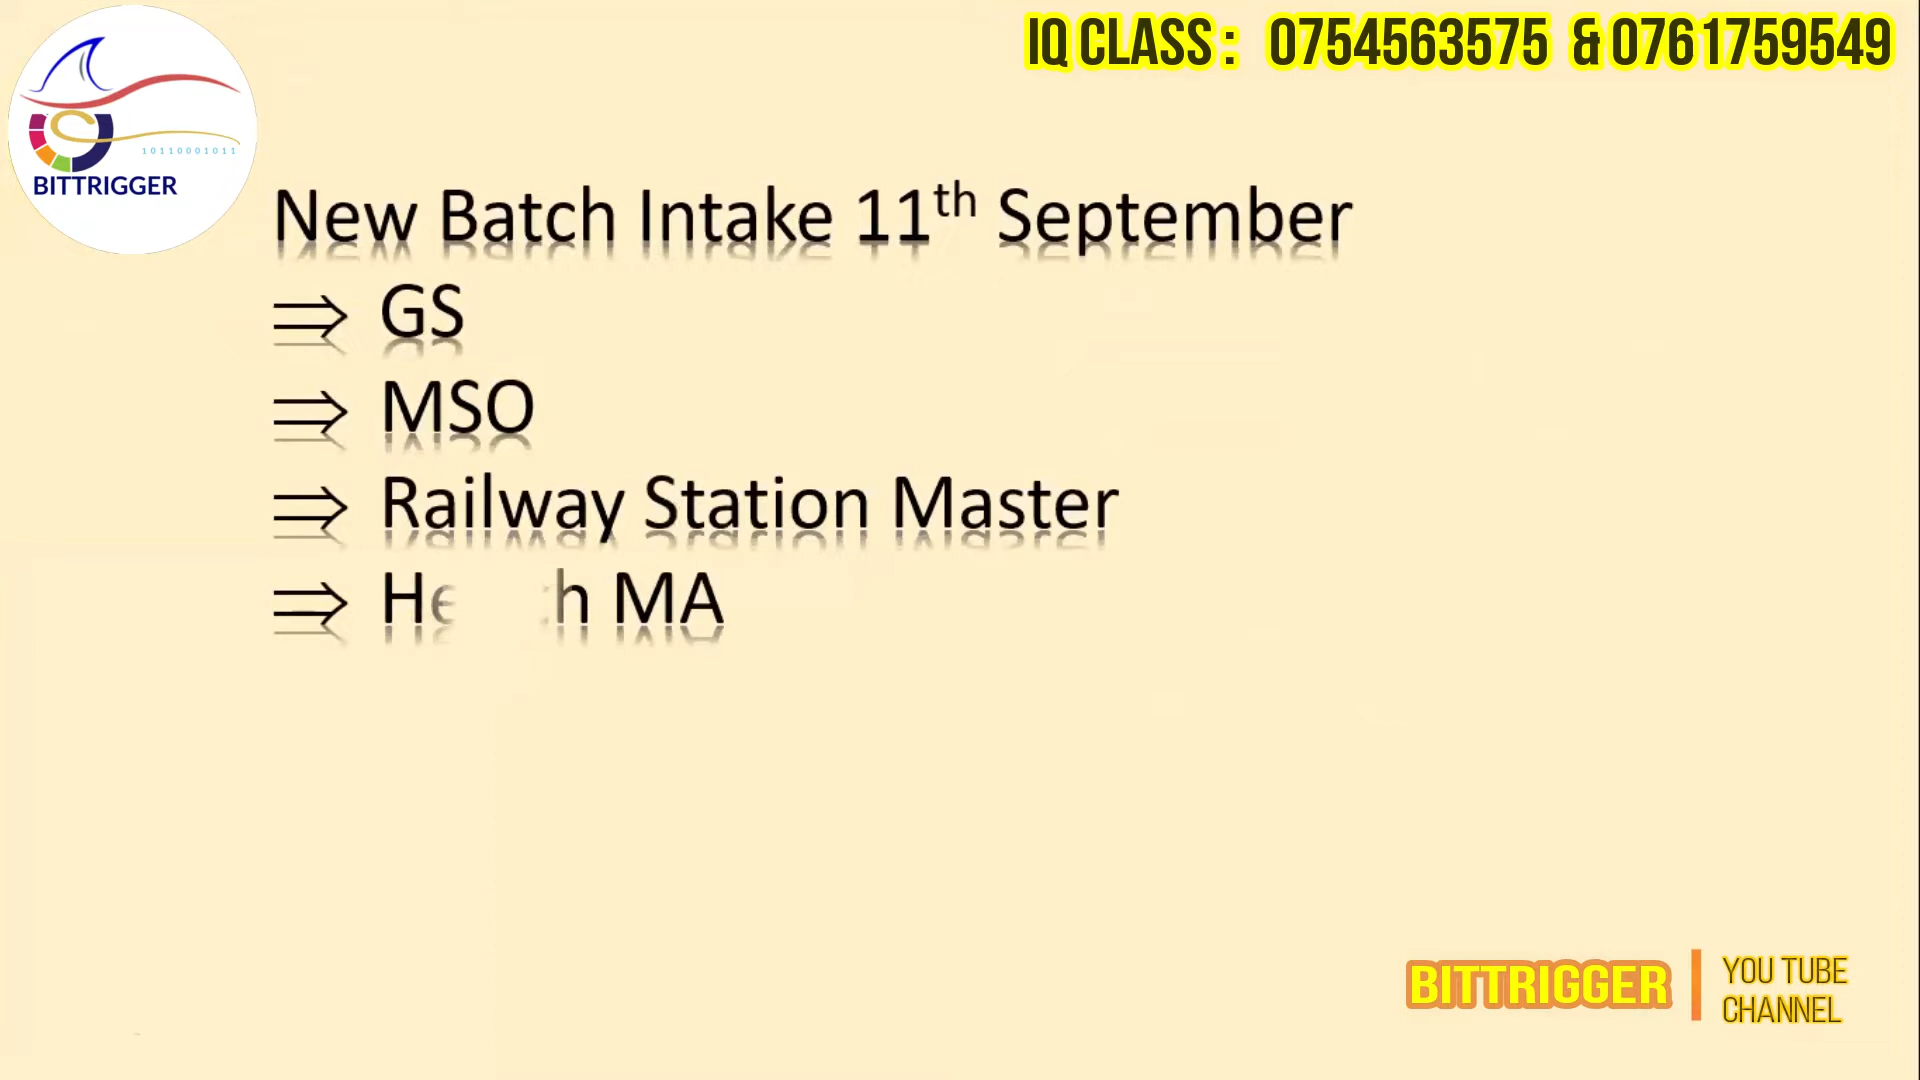 IQ CLASS : 0754563575 & 0761759549
10110001011
BITTRIGGER
New Batch Intake 11th September
⇒ GS
⇒ MSO
⇒ Railway Station Master
⇒ MA
BITTRIGGER
YOU TUBE
CHANNEL